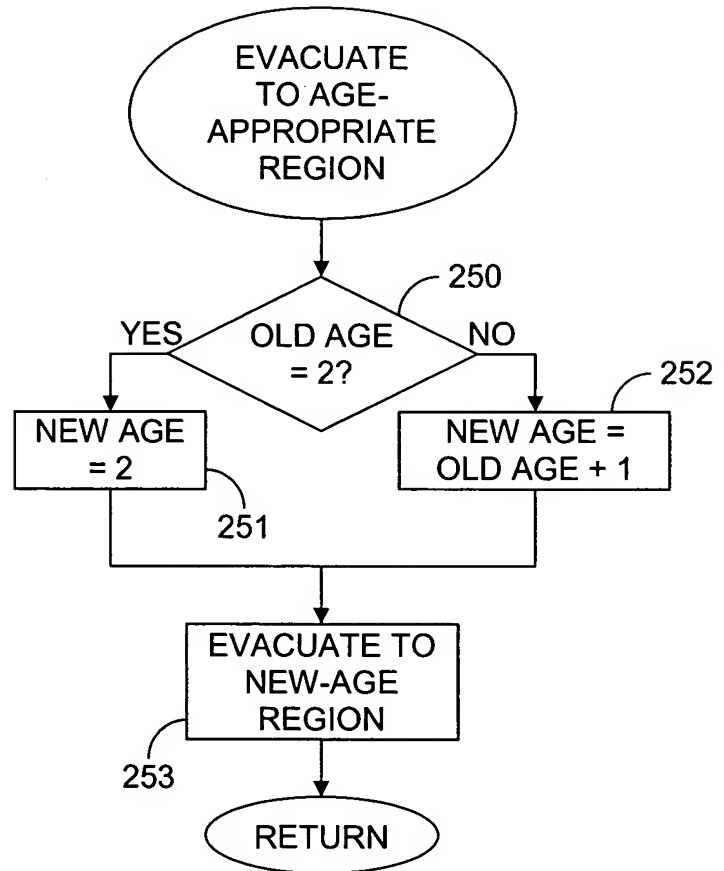 EVACUATE
TO AGE-
APPROPRIATE
REGION
250
YES
OLD AGE
= 2?
NO
252
NEW AGE
= 2
NEW AGE =
OLD AGE + 1
251
EVACUATE TO
NEW-AGE
REGION
253
RETURN